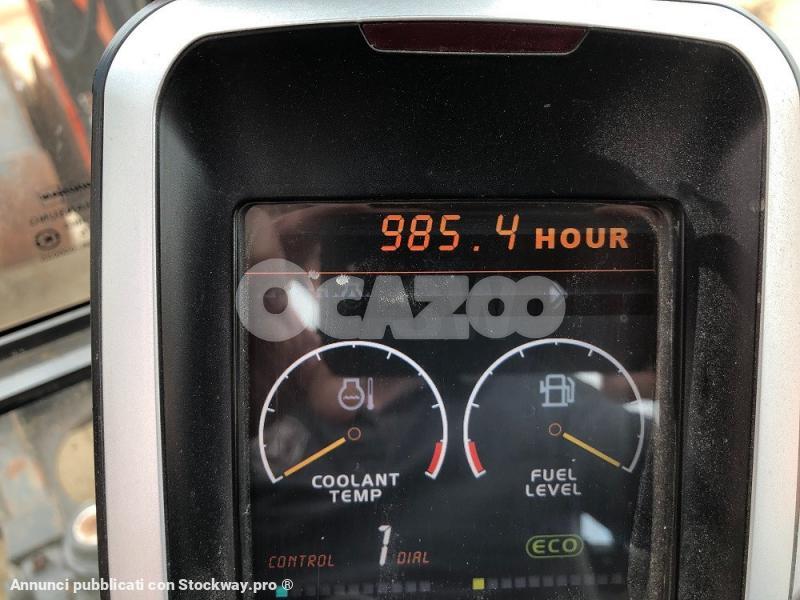 985.4 HOUR
OCAZOO
COOLANT TEMP
FUEL LEVEL
CONTROL 1 DIAL
ECO
Annunci pubblicati con Stockway.pro ®